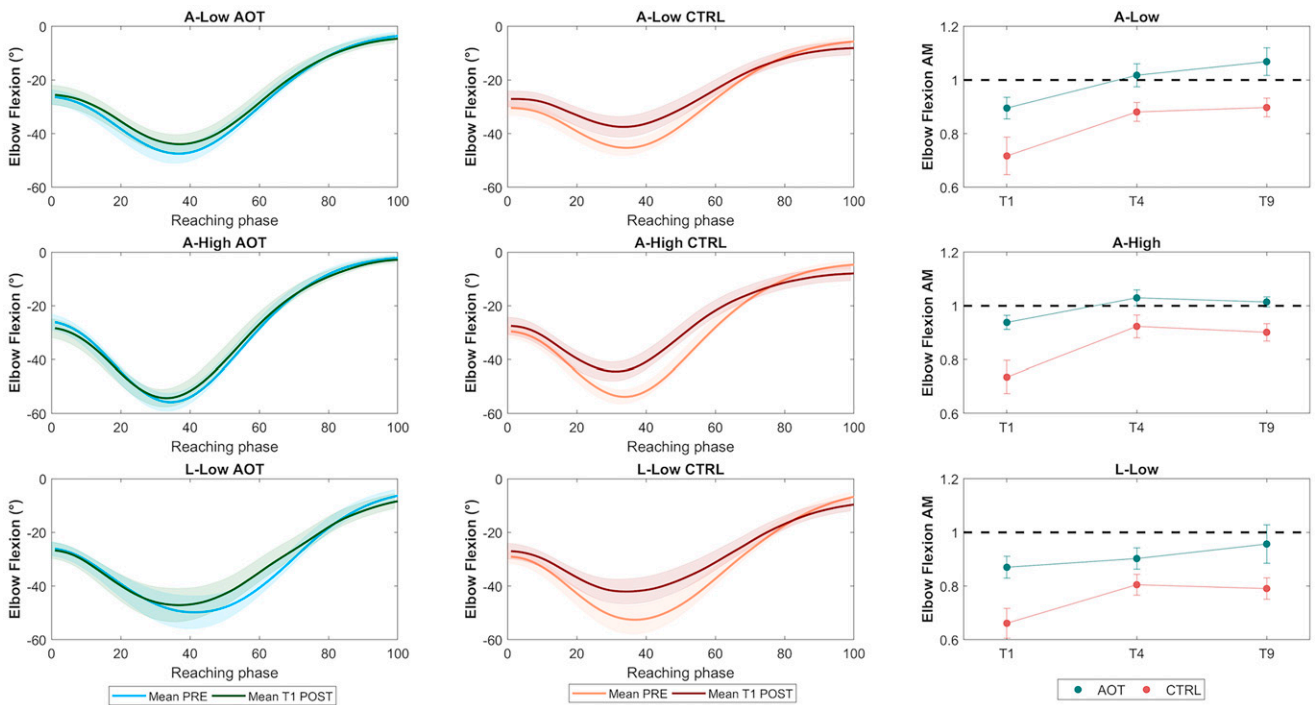 A-Low AOT
Elbow Flexion (°)
0
-20
-40
-60
0 20 40 60 80 100
Reaching phase
A-Low CTRL
Elbow Flexion (°)
0
-20
-40
-60
0 20 40 60 80 100
Reaching phase
A-Low
Elbow Flexion AM
1.2
1
0.8
0.6
T1 T4 T9
A-High AOT
Elbow Flexion (°)
0
-20
-40
-60
0 20 40 60 80 100
Reaching phase
A-High CTRL
Elbow Flexion (°)
0
-20
-40
-60
0 20 40 60 80 100
Reaching phase
A-High
Elbow Flexion AM
1.2
1
0.8
0.6
T1 T4 T9
L-Low AOT
Elbow Flexion (°)
0
-20
-40
-60
0 20 40 60 80 100
Reaching phase
Mean PRE Mean T1 POST
L-Low CTRL
Elbow Flexion (°)
0
-20
-40
-60
0 20 40 60 80 100
Reaching phase
Mean PRE Mean T1 POST
L-Low
Elbow Flexion AM
1.2
1
0.8
0.6
T1 T4 T9
AOT CTRL